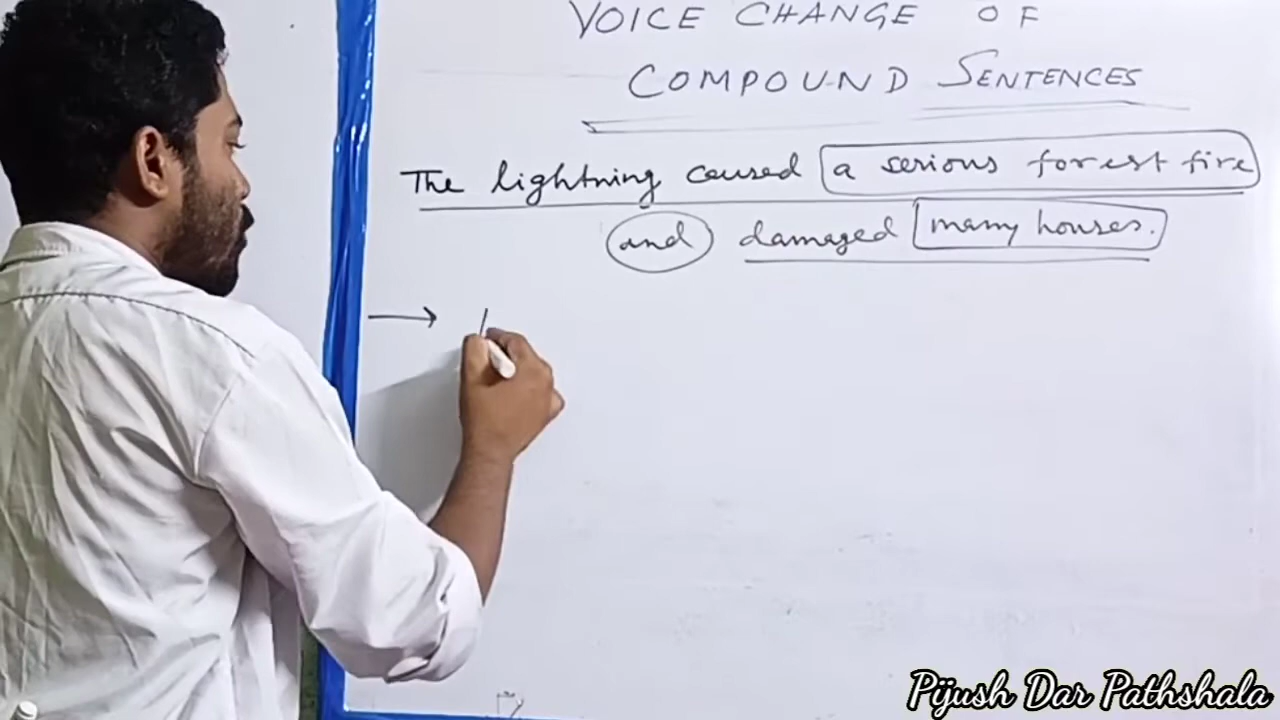 VOICE CHANGE OF
COMPOUND SENTENCES
The lightning caused a serious forest fire
and damaged many houses.
Pijush Dar Pathshala